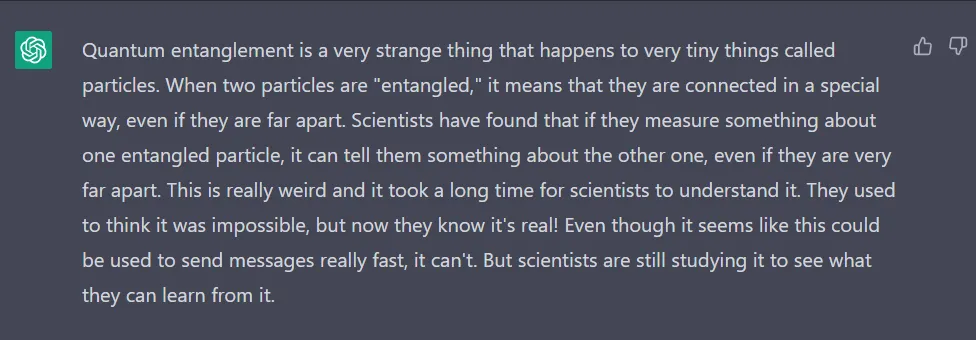 Quantum entanglement is a very strange thing that happens to very tiny things called
particles. When two particles are "entangled," it means that they are connected in a special
way, even if they are far apart. Scientists have found that if they measure something about
one entangled particle, it can tell them something about the other one, even if they are very
far apart. This is really weird and it took a long time for scientists to understand it. They used
to think it was impossible, but now they know it's real! Even though it seems like this could
be used to send messages really fast, it can't. But scientists are still studying it to see what
they can learn from it.